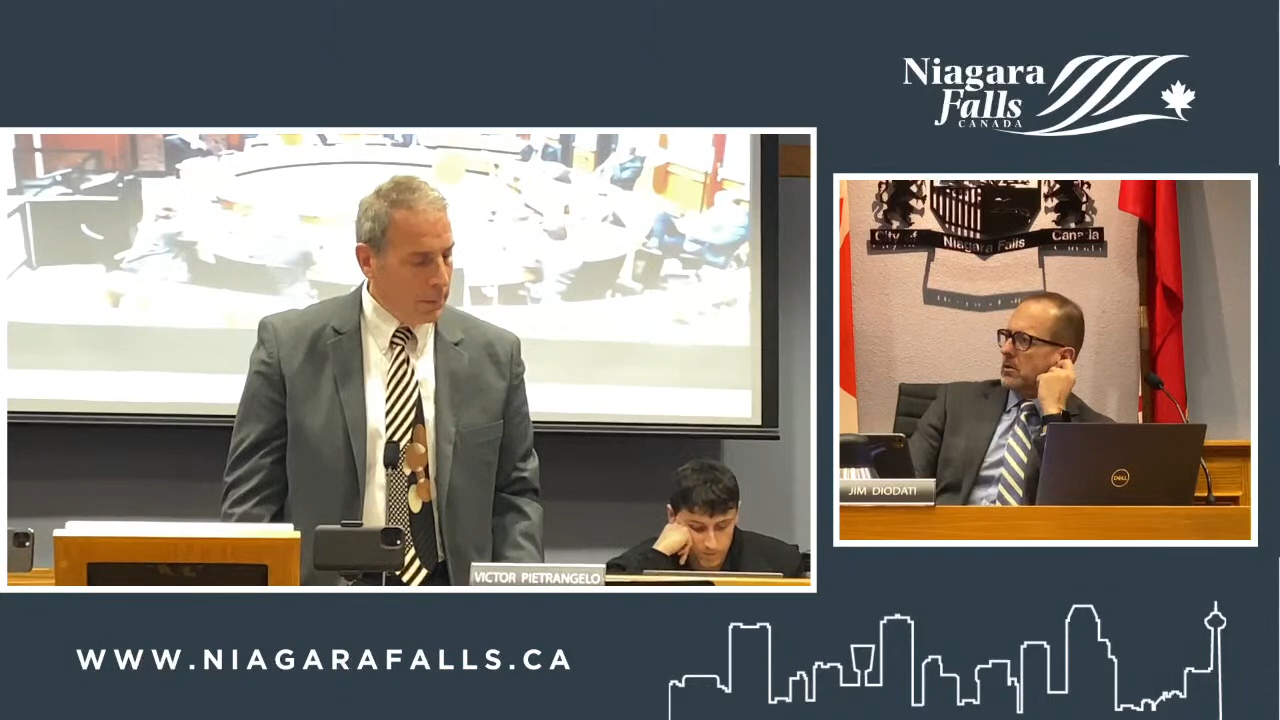 Niagara
Falls
CANADA
City of
Niagara Falls
Canada
JIM DIODATI
DELL
VICTOR PIETRANGELO
WWW.NIAGARAFALLS.CA